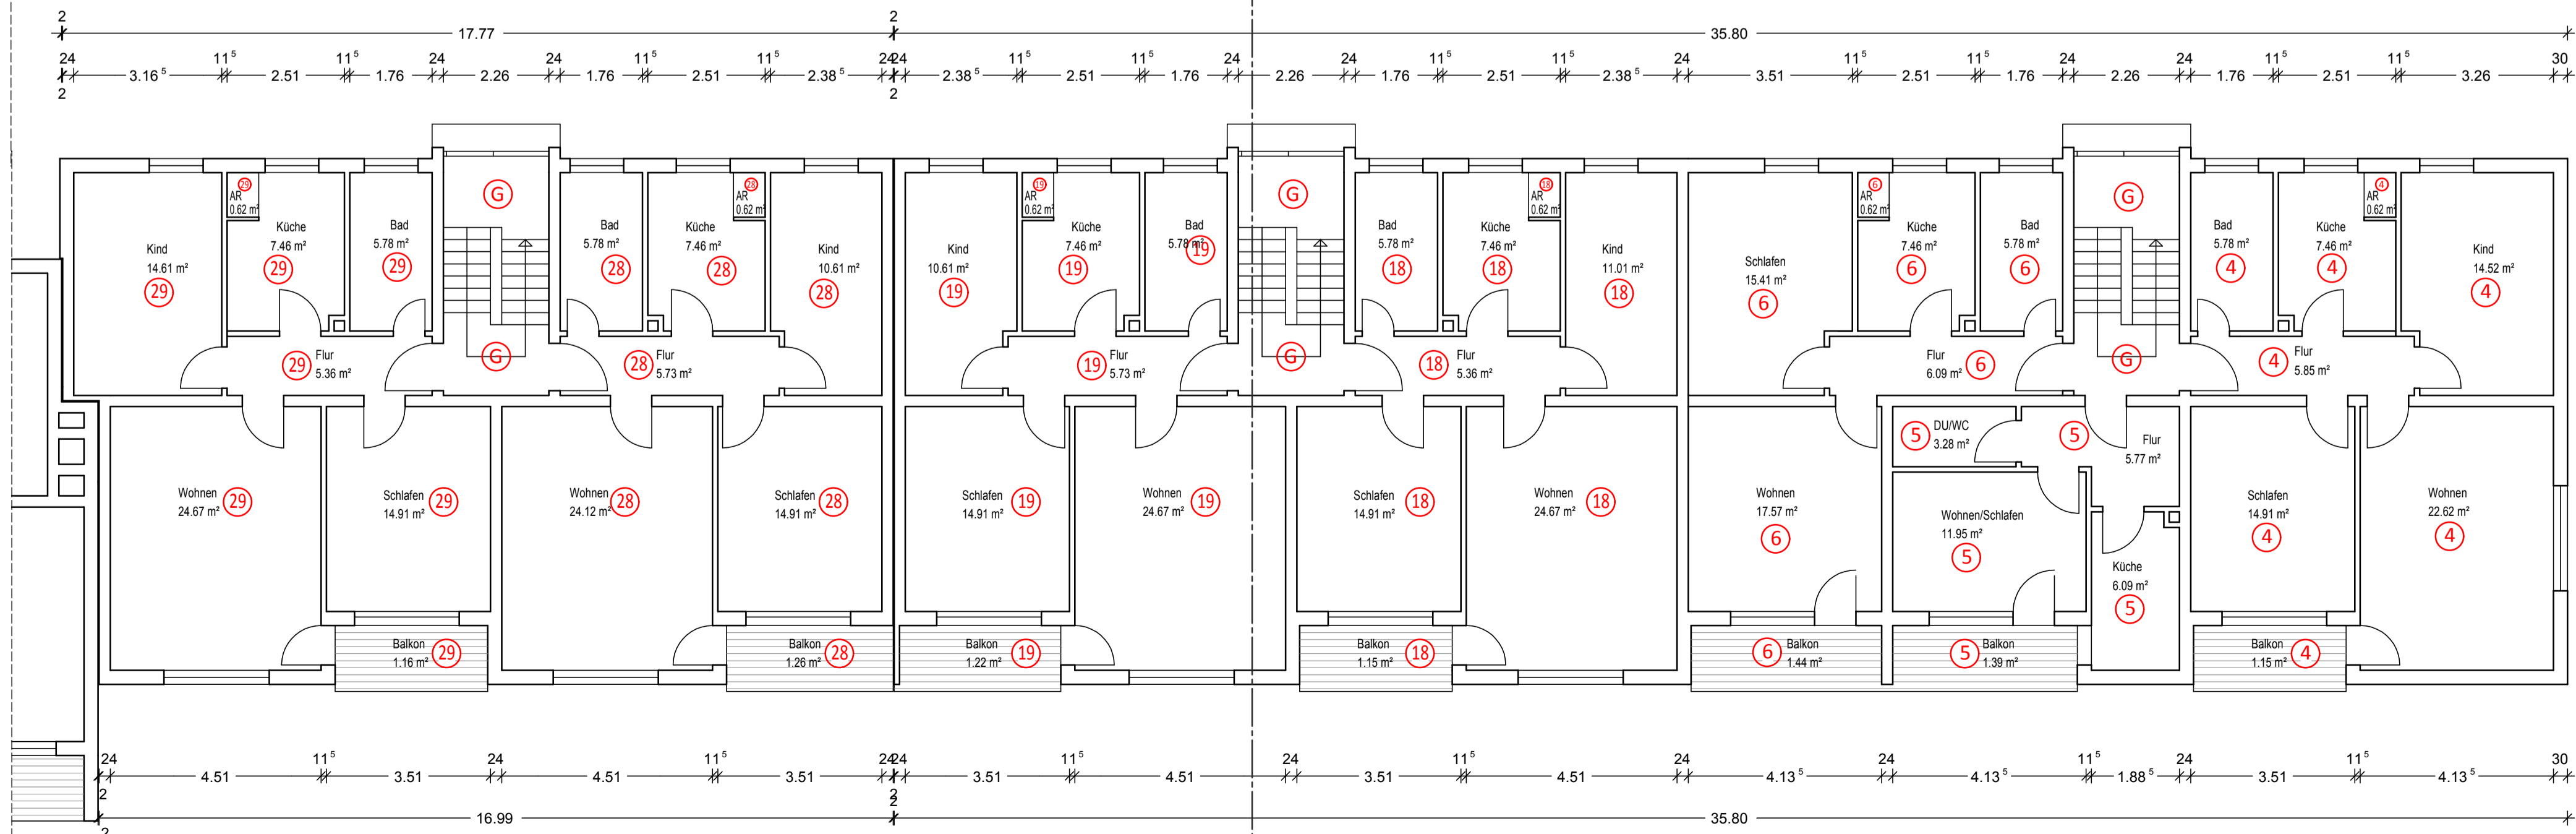 2 2
17.77 35.80
24 11⁵ 11⁵ 24 24 11⁵ 11⁵ 24 24 11⁵ 11⁵ 24 24 11⁵ 11⁵ 24 11⁵ 11⁵ 24 24 11⁵ 11⁵ 30
3.16⁵ 2.51 1.76 2.26 1.76 2.51 2.38⁵ 2.38⁵ 2.51 1.76 2.26 1.76 2.51 2.38⁵ 3.51 2.51 1.76 2.26 1.76 2.51 3.26
2 2
29
AR
0.62 m²
Kind
14.61 m²
29
Küche
7.46 m²
29
Bad
5.78 m²
29
G
G
Flur
5.36 m²
29
Bad
5.78 m²
28
Küche
7.46 m²
28
28
AR
0.62 m²
Kind
10.61 m²
28
Flur
5.73 m²
28
Kind
10.61 m²
19
19
AR
0.62 m²
Küche
7.46 m²
19
Bad
5.78 m²
19
G
G
Flur
5.73 m²
19
Bad
5.78 m²
18
Küche
7.46 m²
18
18
AR
0.62 m²
Kind
11.01 m²
18
Flur
5.36 m²
18
Schlafen
15.41 m²
6
6
AR
0.62 m²
Küche
7.46 m²
6
Bad
5.78 m²
6
G
G
Flur
6.09 m²
6
Bad
5.78 m²
4
Küche
7.46 m²
4
4
AR
0.62 m²
Kind
14.52 m²
4
Flur
5.85 m²
4
Wohnen
24.67 m²
29
Schlafen
14.91 m²
29
Wohnen
24.12 m²
28
Schlafen
14.91 m²
28
Schlafen
14.91 m²
19
Wohnen
24.67 m²
19
Schlafen
14.91 m²
18
Wohnen
24.67 m²
18
Wohnen
17.57 m²
6
5
DU/WC
3.28 m²
5
Flur
5.77 m²
Wohnen/Schlafen
11.95 m²
5
Küche
6.09 m²
5
Schlafen
14.91 m²
4
Wohnen
22.62 m²
4
Balkon
1.16 m²
29
Balkon
1.26 m²
28
Balkon
1.22 m²
19
Balkon
1.15 m²
18
6
Balkon
1.44 m²
5
Balkon
1.39 m²
Balkon
1.15 m²
4
24 11⁵ 24 11⁵ 24 24 11⁵ 24 11⁵ 24 24 11⁵ 24 11⁵ 30
4.51 3.51 4.51 3.51 3.51 4.51 3.51 4.51 4.13⁵ 4.13⁵ 1.88⁵ 3.51 4.13⁵
2 2
2
16.99 35.80
2